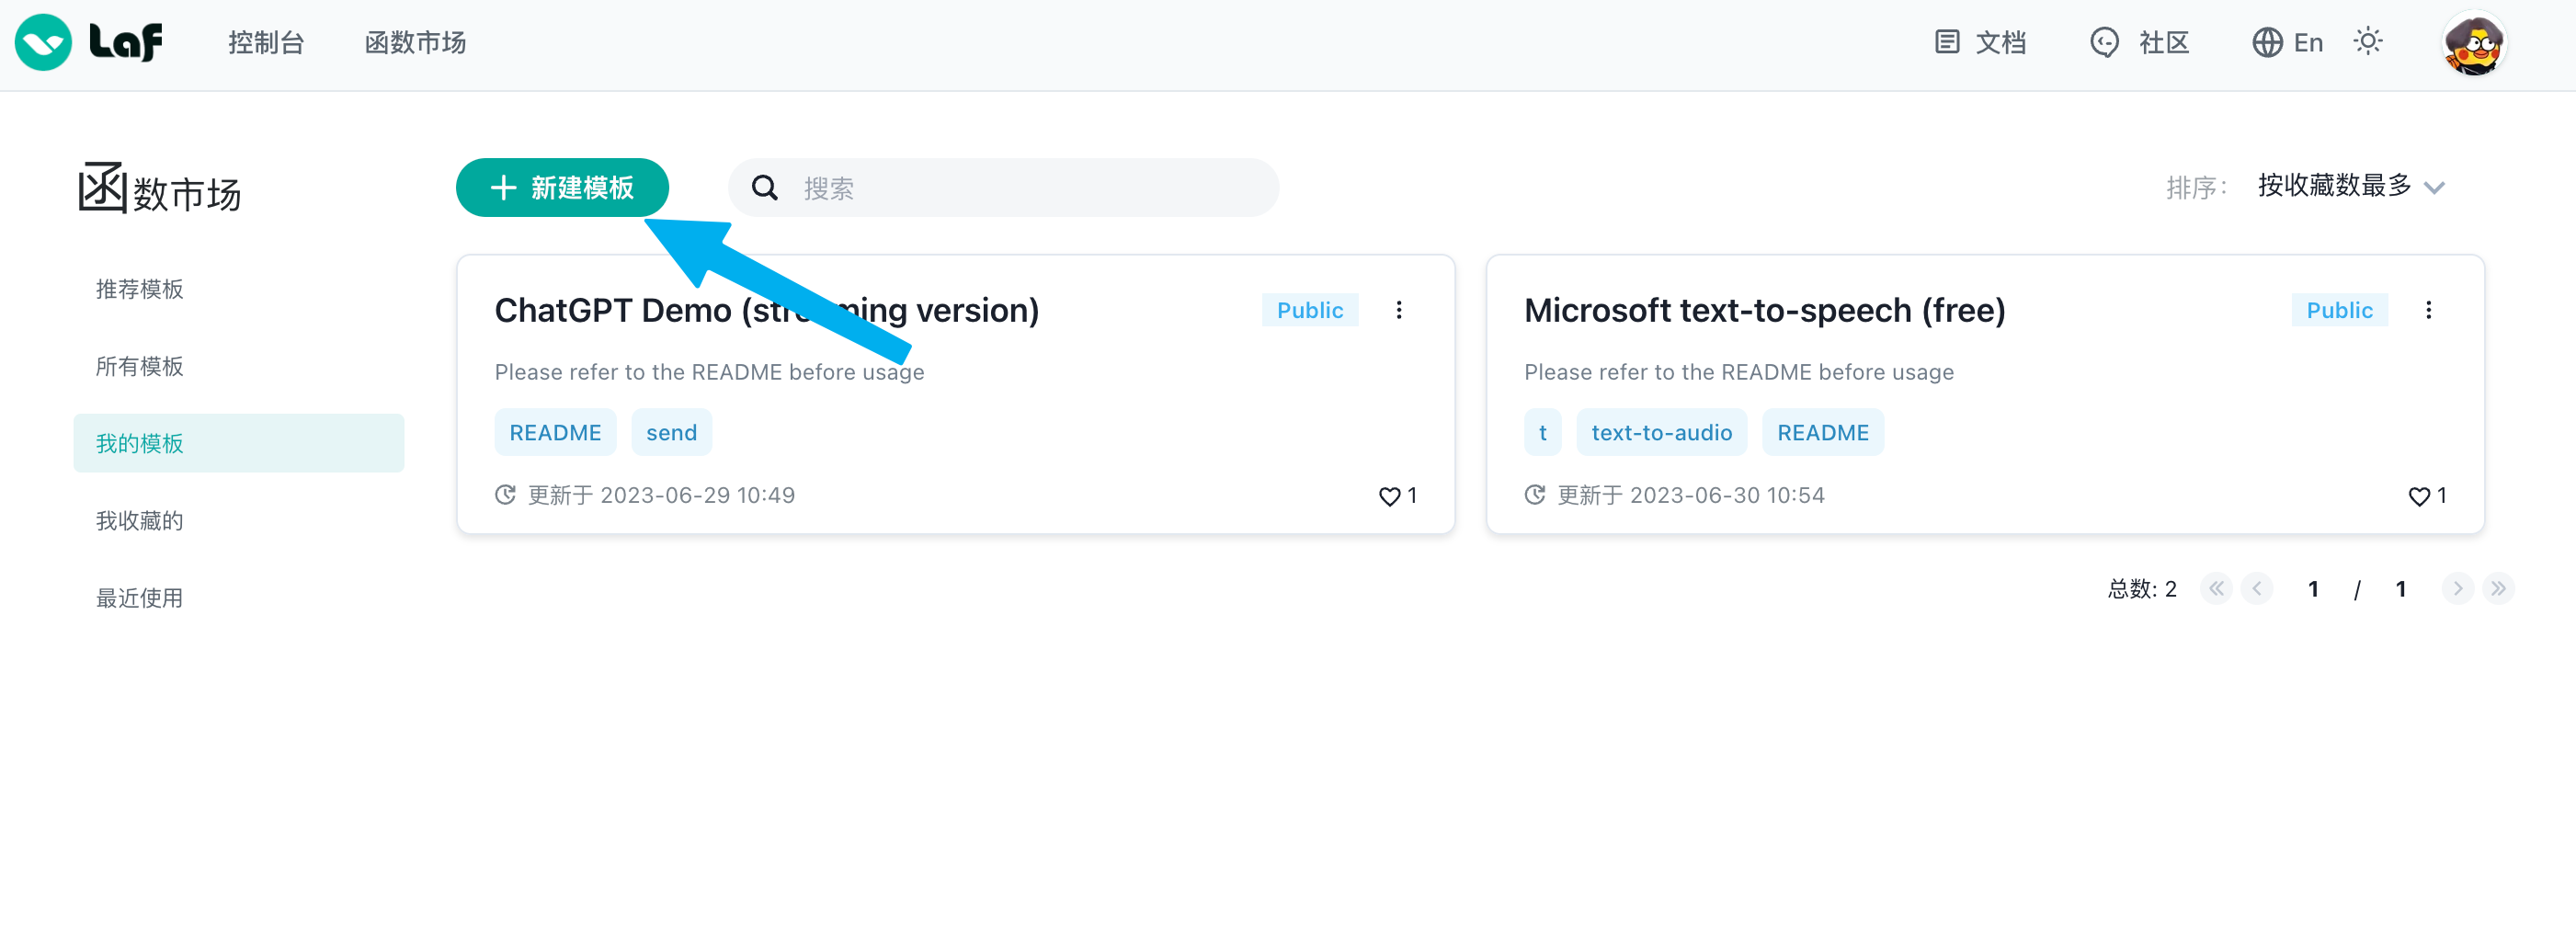 Laf
控制台
函数市场
文档
社区
En
函数市场
新建模板
搜索
排序:
按收藏数最多
推荐模板
所有模板
我的模板
我收藏的
最近使用
ChatGPT Demo (streaming version)
Public
Please refer to the README before usage
README
send
更新于 2023-06-29 10:49
1
Microsoft text-to-speech (free)
Public
Please refer to the README before usage
t
text-to-audio
README
更新于 2023-06-30 10:54
1
总数: 2
1 / 1